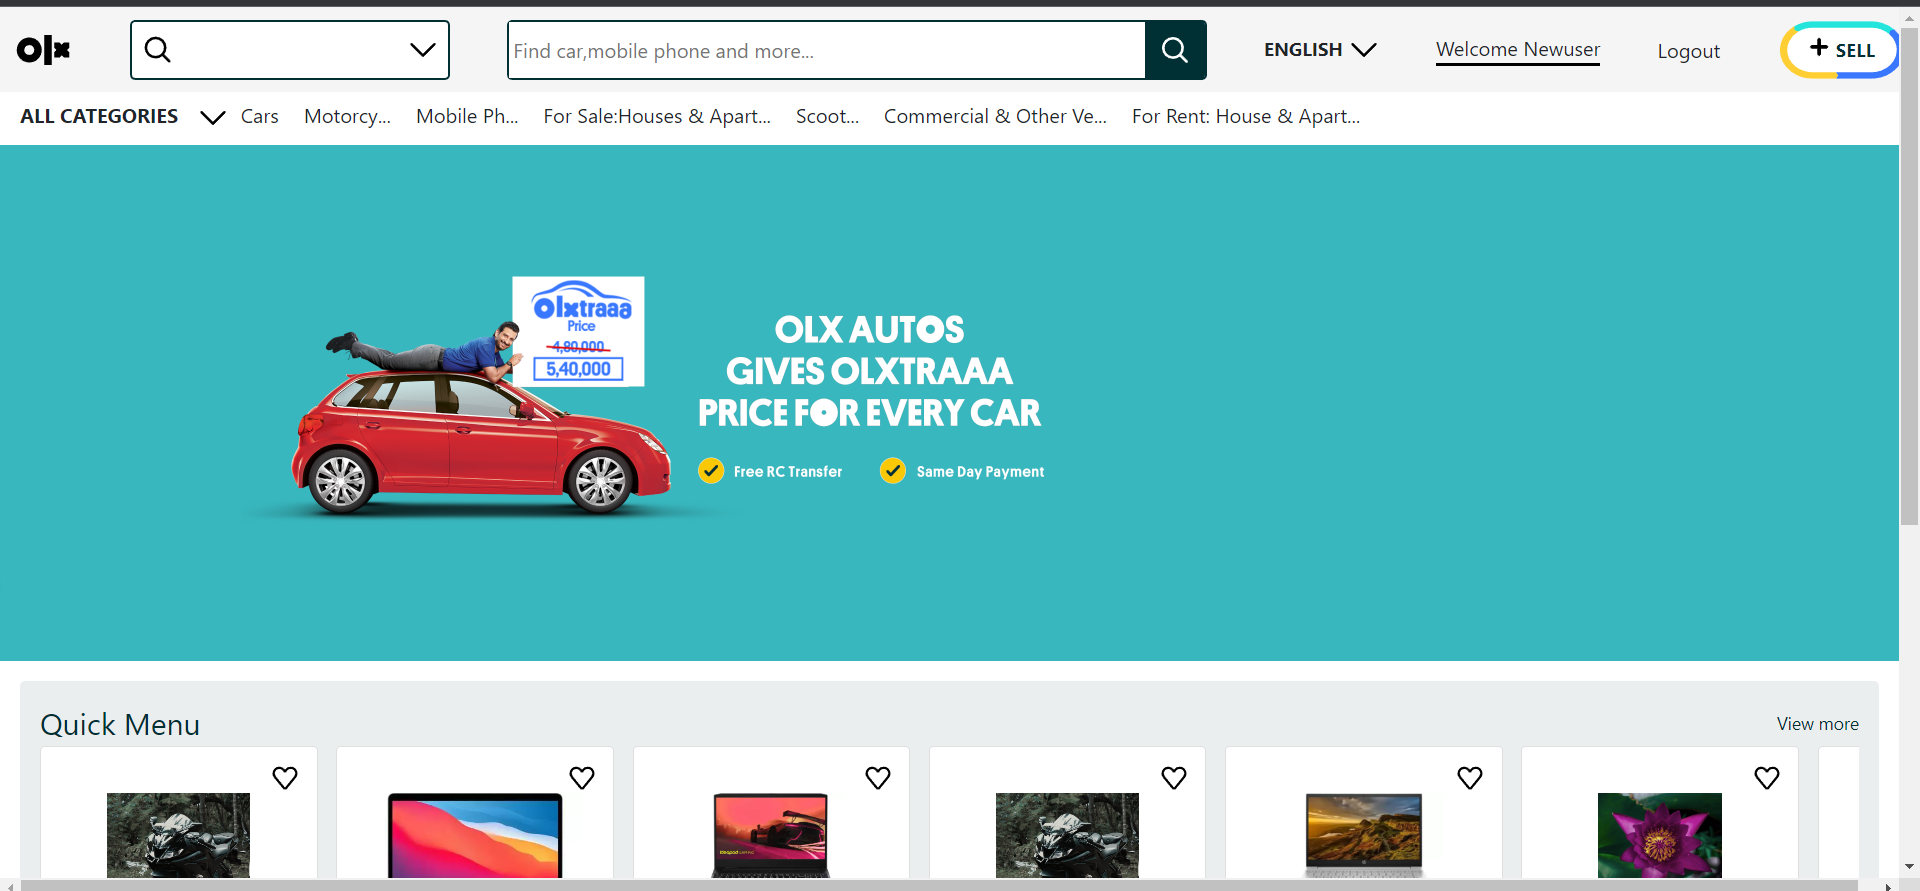 olx
Find car,mobile phone and more...
ENGLISH
Welcome Newuser
Logout
+ SELL
ALL CATEGORIES
Cars
Motorcy...
Mobile Ph...
For Sale:Houses & Apart...
Scoot...
Commercial & Other Ve...
For Rent: House & Apart...
Olxtraaa
Price
4,80,000
5,40,000
OLX AUTOS
GIVES OLXTRAAA
PRICE FOR EVERY CAR
Free RC Transfer
Same Day Payment
Quick Menu
View more